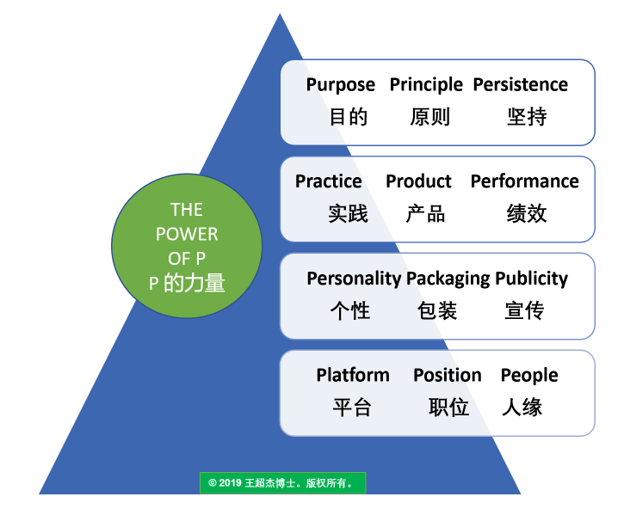 Purpose Principle Persistence
目的 原则 坚持
Practice Product Performance
实践 产品 绩效
THE
POWER
OF P
P 的力量
Personality Packaging Publicity
个性 包装 宣传
Platform Position People
平台 职位 人缘
© 2019 王超杰博士。版权所有。